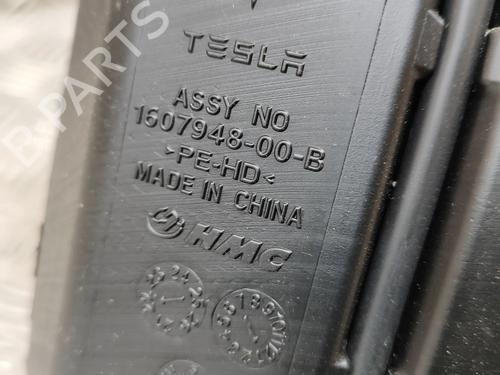 TESLA
ASSY NO
1607948-00-B
>PE-HD<
MADE IN CHINA
HMC
B-PARTS